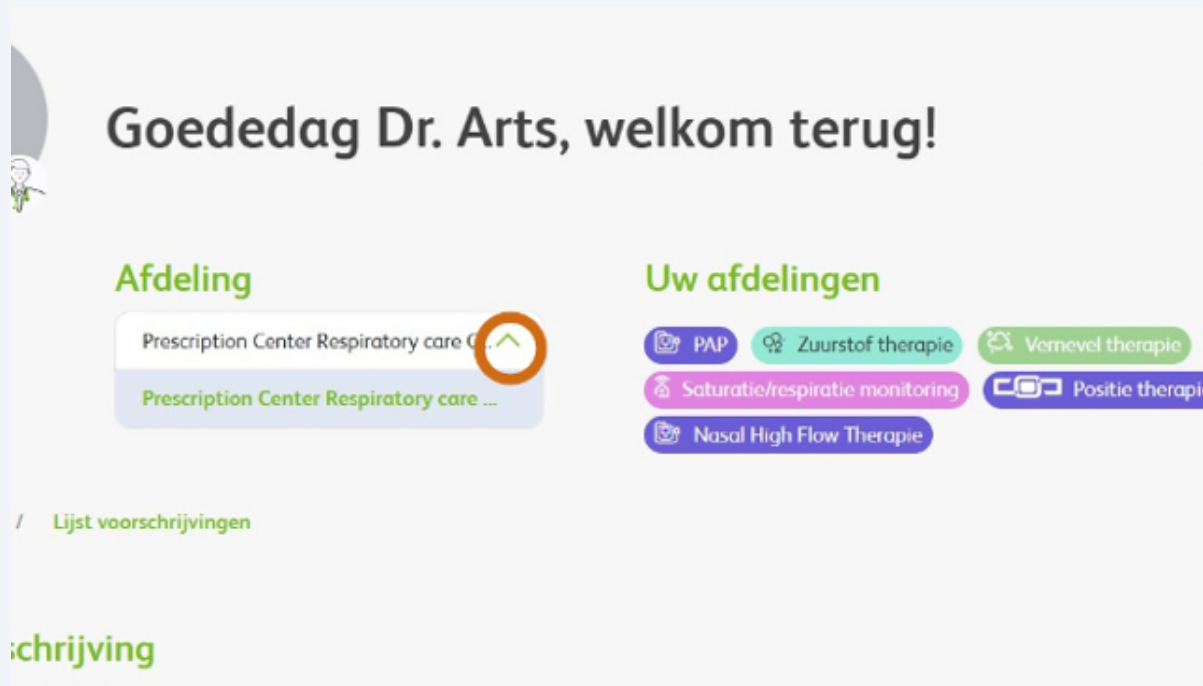 Goededag Dr. Arts, welkom terug!
Afdeling
Prescription Center Respiratory care
Prescription Center Respiratory care ...
Uw afdelingen
PAP
Zuurstof therapie
Vernevel therapie
Saturatie/respiratie monitoring
Positie therapie
Nasal High Flow Therapie
/ Lijst voorschrijvingen
schrijving